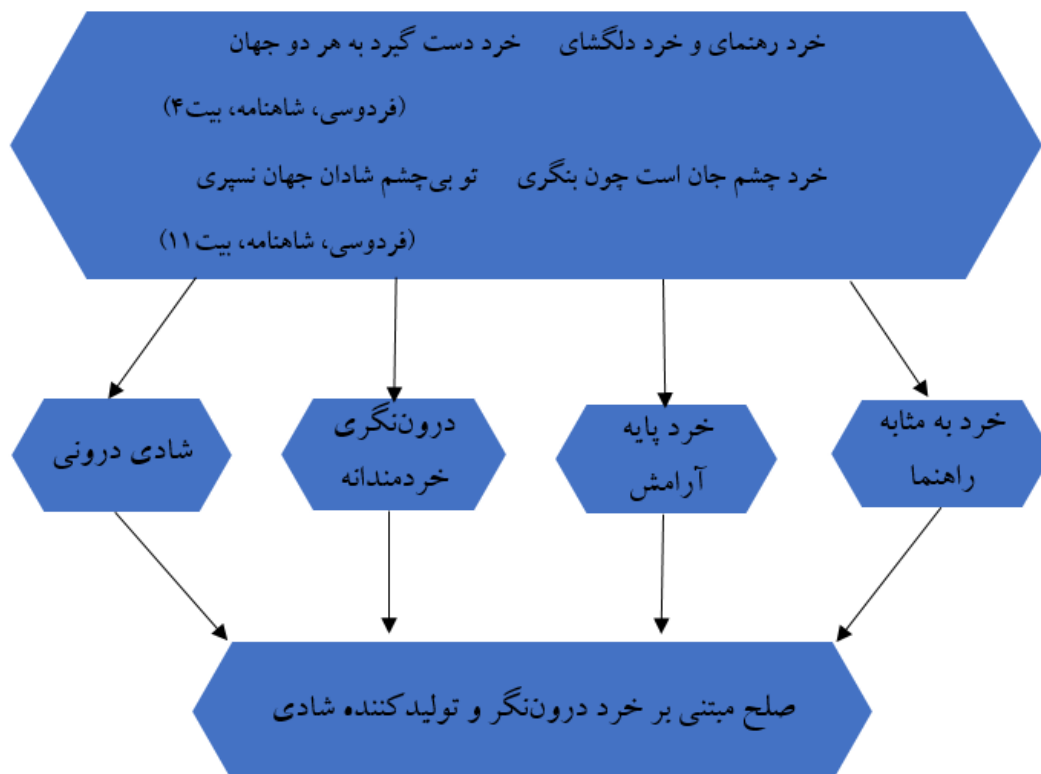 خرد رهنمای و خرد دلگشای خرد دست گیرد به هر دو جهان
(فردوسی، شاهنامه، بیت۴)
خرد چشم جان است چون بنگری تو بی‌چشم شادان جهان نسپری
(فردوسی، شاهنامه، بیت۱۱)
خرد به مثابه
راهنما
خرد پایه
آرامش
درون‌نگری
خردمندانه
شادی درونی
صلح مبتنی بر خرد درون‌نگر و تولیدکننده شادی